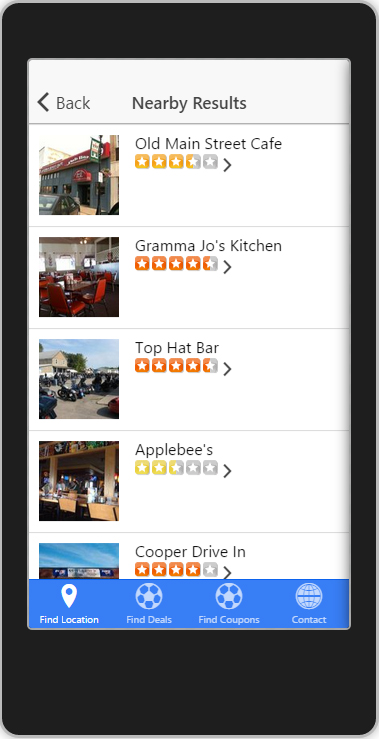 Back Nearby Results
Old Main Street Cafe
Gramma Jo's Kitchen
Top Hat Bar
Applebee's
Cooper Drive In
Find Location Find Deals Find Coupons Contact